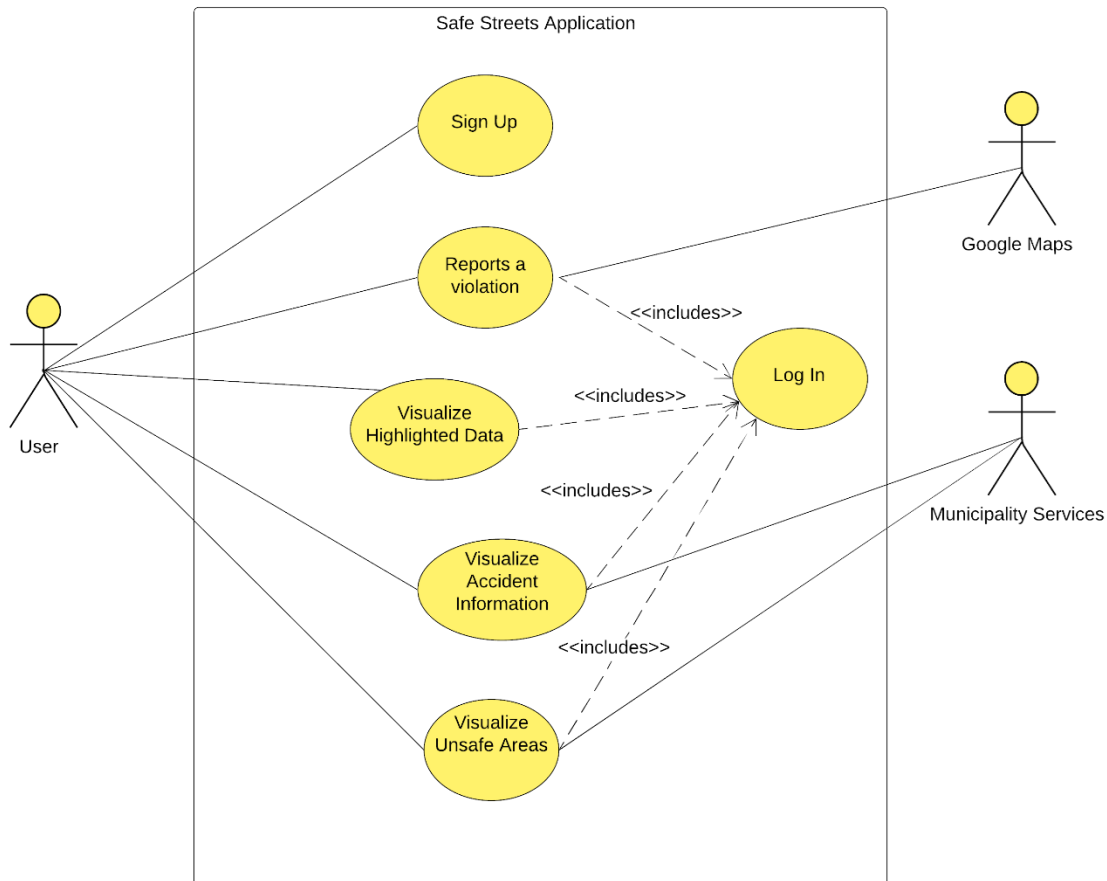 Safe Streets Application
Sign Up
Google Maps
Reports a
violation
<<includes>>
Log In
<<includes>>
Visualize
Highlighted Data
User
<<includes>>
Municipality Services
Visualize
Accident
Information
<<includes>>
Visualize
Unsafe Areas